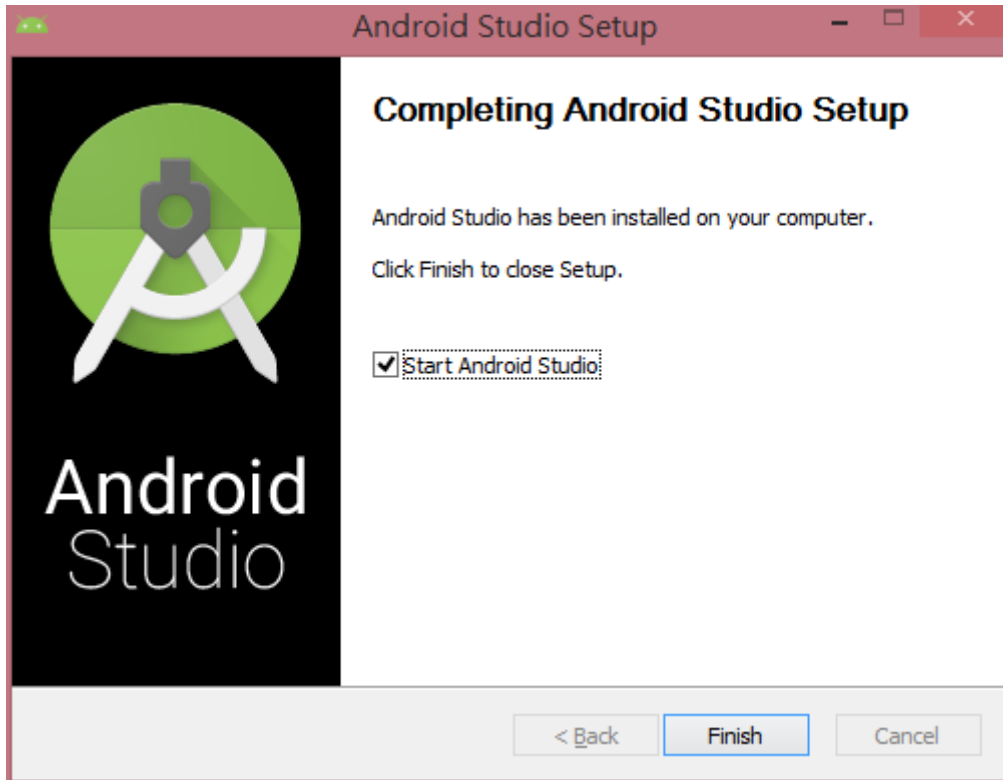 Android Studio Setup
Completing Android Studio Setup
Android Studio has been installed on your computer.
Click Finish to close Setup.
Start Android Studio
Android
Studio
< Back
Finish
Cancel